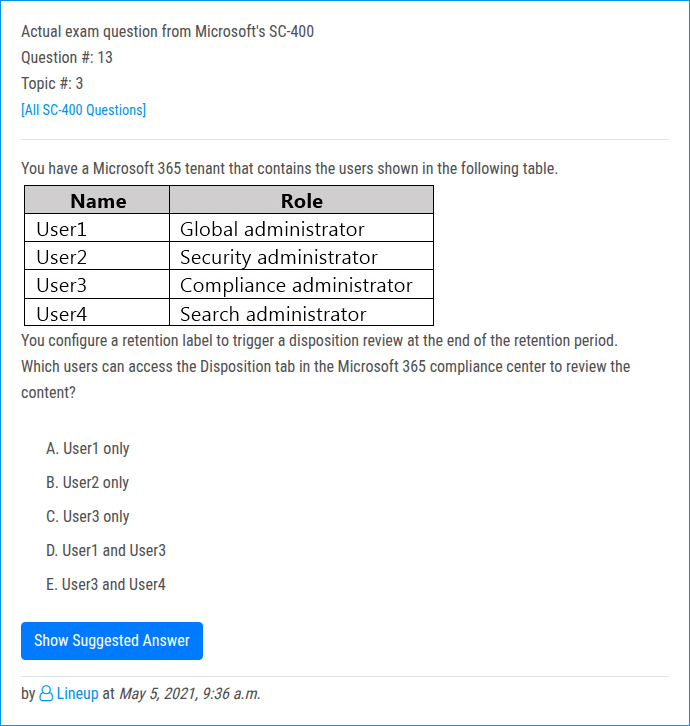 Actual exam question from Microsoft's SC-400
Question #: 13
Topic #: 3
[All SC-400 Questions]
You have a Microsoft 365 tenant that contains the users shown in the following table.
Name Role
User1 Global administrator
User2 Security administrator
User3 Compliance administrator
User4 Search administrator
You configure a retention label to trigger a disposition review at the end of the retention period.
Which users can access the Disposition tab in the Microsoft 365 compliance center to review the
content?
A. User1 only
B. User2 only
C. User3 only
D. User1 and User3
E. User3 and User4
Show Suggested Answer
by Lineup at May 5, 2021, 9:36 a.m.